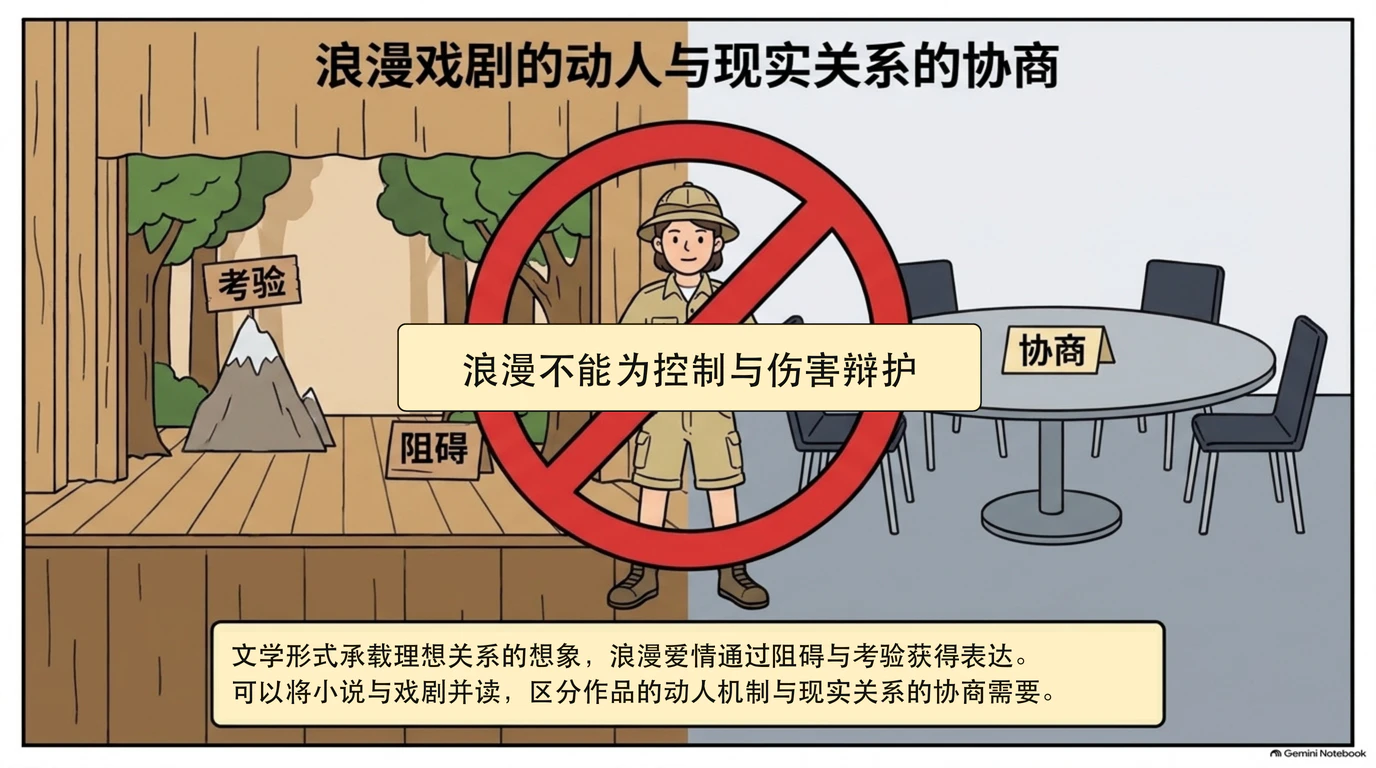 浪漫戏剧的动人与现实关系的协商
考验
协商
浪漫不能为控制与伤害辩护
阻碍
文学形式承载理想关系的想象，浪漫爱情通过阻碍与考验获得表达。
可以将小说与戏剧并读，区分作品的动人机制与现实关系的协商需要。
Gemini Notebook